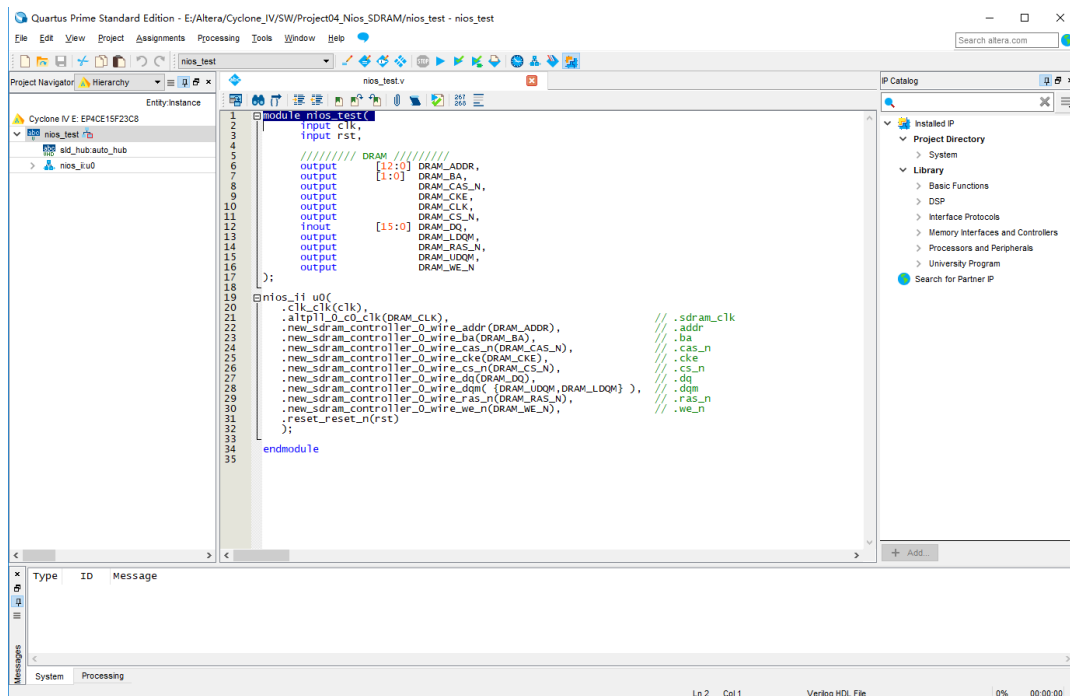 Quartus Prime Standard Edition - E:/Altera/Cyclone_IV/SW/Project04_Nios_SDRAM/nios_test - nios_test
File Edit View Project Assignments Processing Tools Window Help
Search altera.com
nios_test
Project Navigator Hierarchy
nios_test.v
IP Catalog
Entity:Instance
Cyclone IV E: EP4CE15F23C8
nios_test
sld_hub:auto_hub
nios_ii:u0
267
268
1 module nios_test(
2 input clk,
3 input rst,
4
5 ///////// DRAM /////////
6 output [12:0] DRAM_ADDR,
7 output [1:0] DRAM_BA,
8 output DRAM_CAS_N,
9 output DRAM_CKE,
10 output DRAM_CLK,
11 output DRAM_CS_N,
12 inout [15:0] DRAM_DQ,
13 output DRAM_LDQM,
14 output DRAM_RAS_N,
15 output DRAM_UDQM,
16 output DRAM_WE_N
17 );
18
19 nios_ii u0(
20 .clk_clk(clk),
21 .altpll_0_c0_clk(DRAM_CLK), // .sdram_clk
22 .new_sdram_controller_0_wire_addr(DRAM_ADDR), // .addr
23 .new_sdram_controller_0_wire_ba(DRAM_BA), // .ba
24 .new_sdram_controller_0_wire_cas_n(DRAM_CAS_N), // .cas_n
25 .new_sdram_controller_0_wire_cke(DRAM_CKE), // .cke
26 .new_sdram_controller_0_wire_cs_n(DRAM_CS_N), // .cs_n
27 .new_sdram_controller_0_wire_dq(DRAM_DQ), // .dq
28 .new_sdram_controller_0_wire_dqm( {DRAM_UDQM,DRAM_LDQM} ), // .dqm
29 .new_sdram_controller_0_wire_ras_n(DRAM_RAS_N), // .ras_n
30 .new_sdram_controller_0_wire_we_n(DRAM_WE_N), // .we_n
31 .reset_reset_n(rst)
32 );
33
34 endmodule
35
Installed IP
Project Directory
System
Library
Basic Functions
DSP
Interface Protocols
Memory Interfaces and Controllers
Processors and Peripherals
University Program
Search for Partner IP
+ Add...
Type ID Message
Messages
System Processing
Ln 2 Col 1 Verilog HDL File 0% 00:00:00